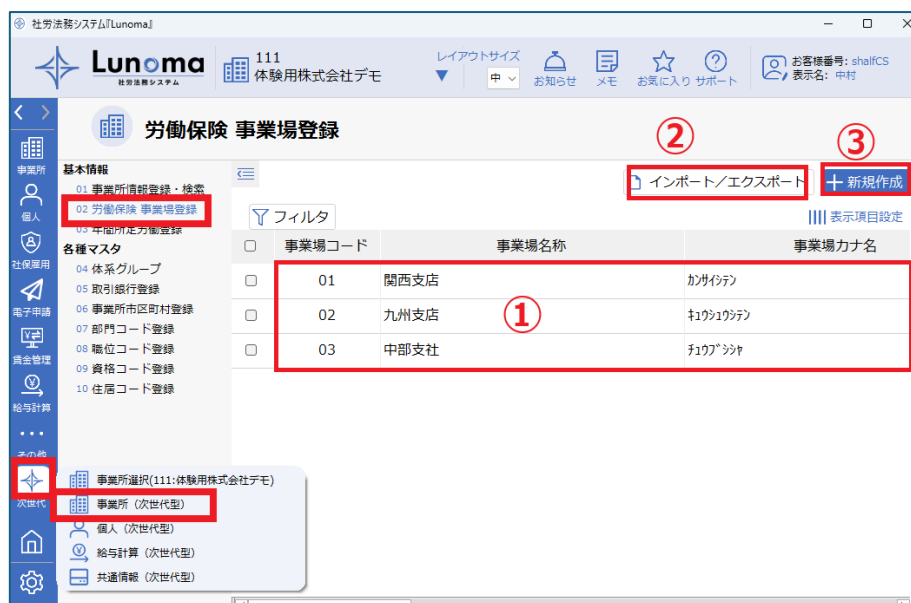 社労法務システム『Lunoma』
Lunoma
社労法務システム
111
体験用株式会社デモ
レイアウトサイズ
▼ 中
お知らせ
メモ
お気に入り
サポート
お客様番号: shalfCS
表示名: 中村
労働保険 事業場登録
②
③
事業所
個人
社保雇用
電子申請
賃金管理
給与計算
その他
次世代
基本情報
01 事業所情報登録・検索
02 労働保険 事業場登録
03 年間所定労働登録
各種マスタ
04 体系グループ
05 取引銀行登録
06 事業所市区町村登録
07 部門コード登録
08 職位コード登録
09 資格コード登録
10 住居コード登録
インポート/エクスポート
+ 新規作成
フィルタ
表示項目設定
事業場コード 事業場名称 事業場カナ名
01 関西支店 ｶﾝｻｲｼﾃﾝ
02 九州支店 ｷｭｳｼｭｳｼﾃﾝ
03 中部支社 ﾁｭｳﾌﾞｼｼｬ
①
事業所選択(111:体験用株式会社デモ)
事業所（次世代型）
個人（次世代型）
給与計算（次世代型）
共通情報（次世代型）